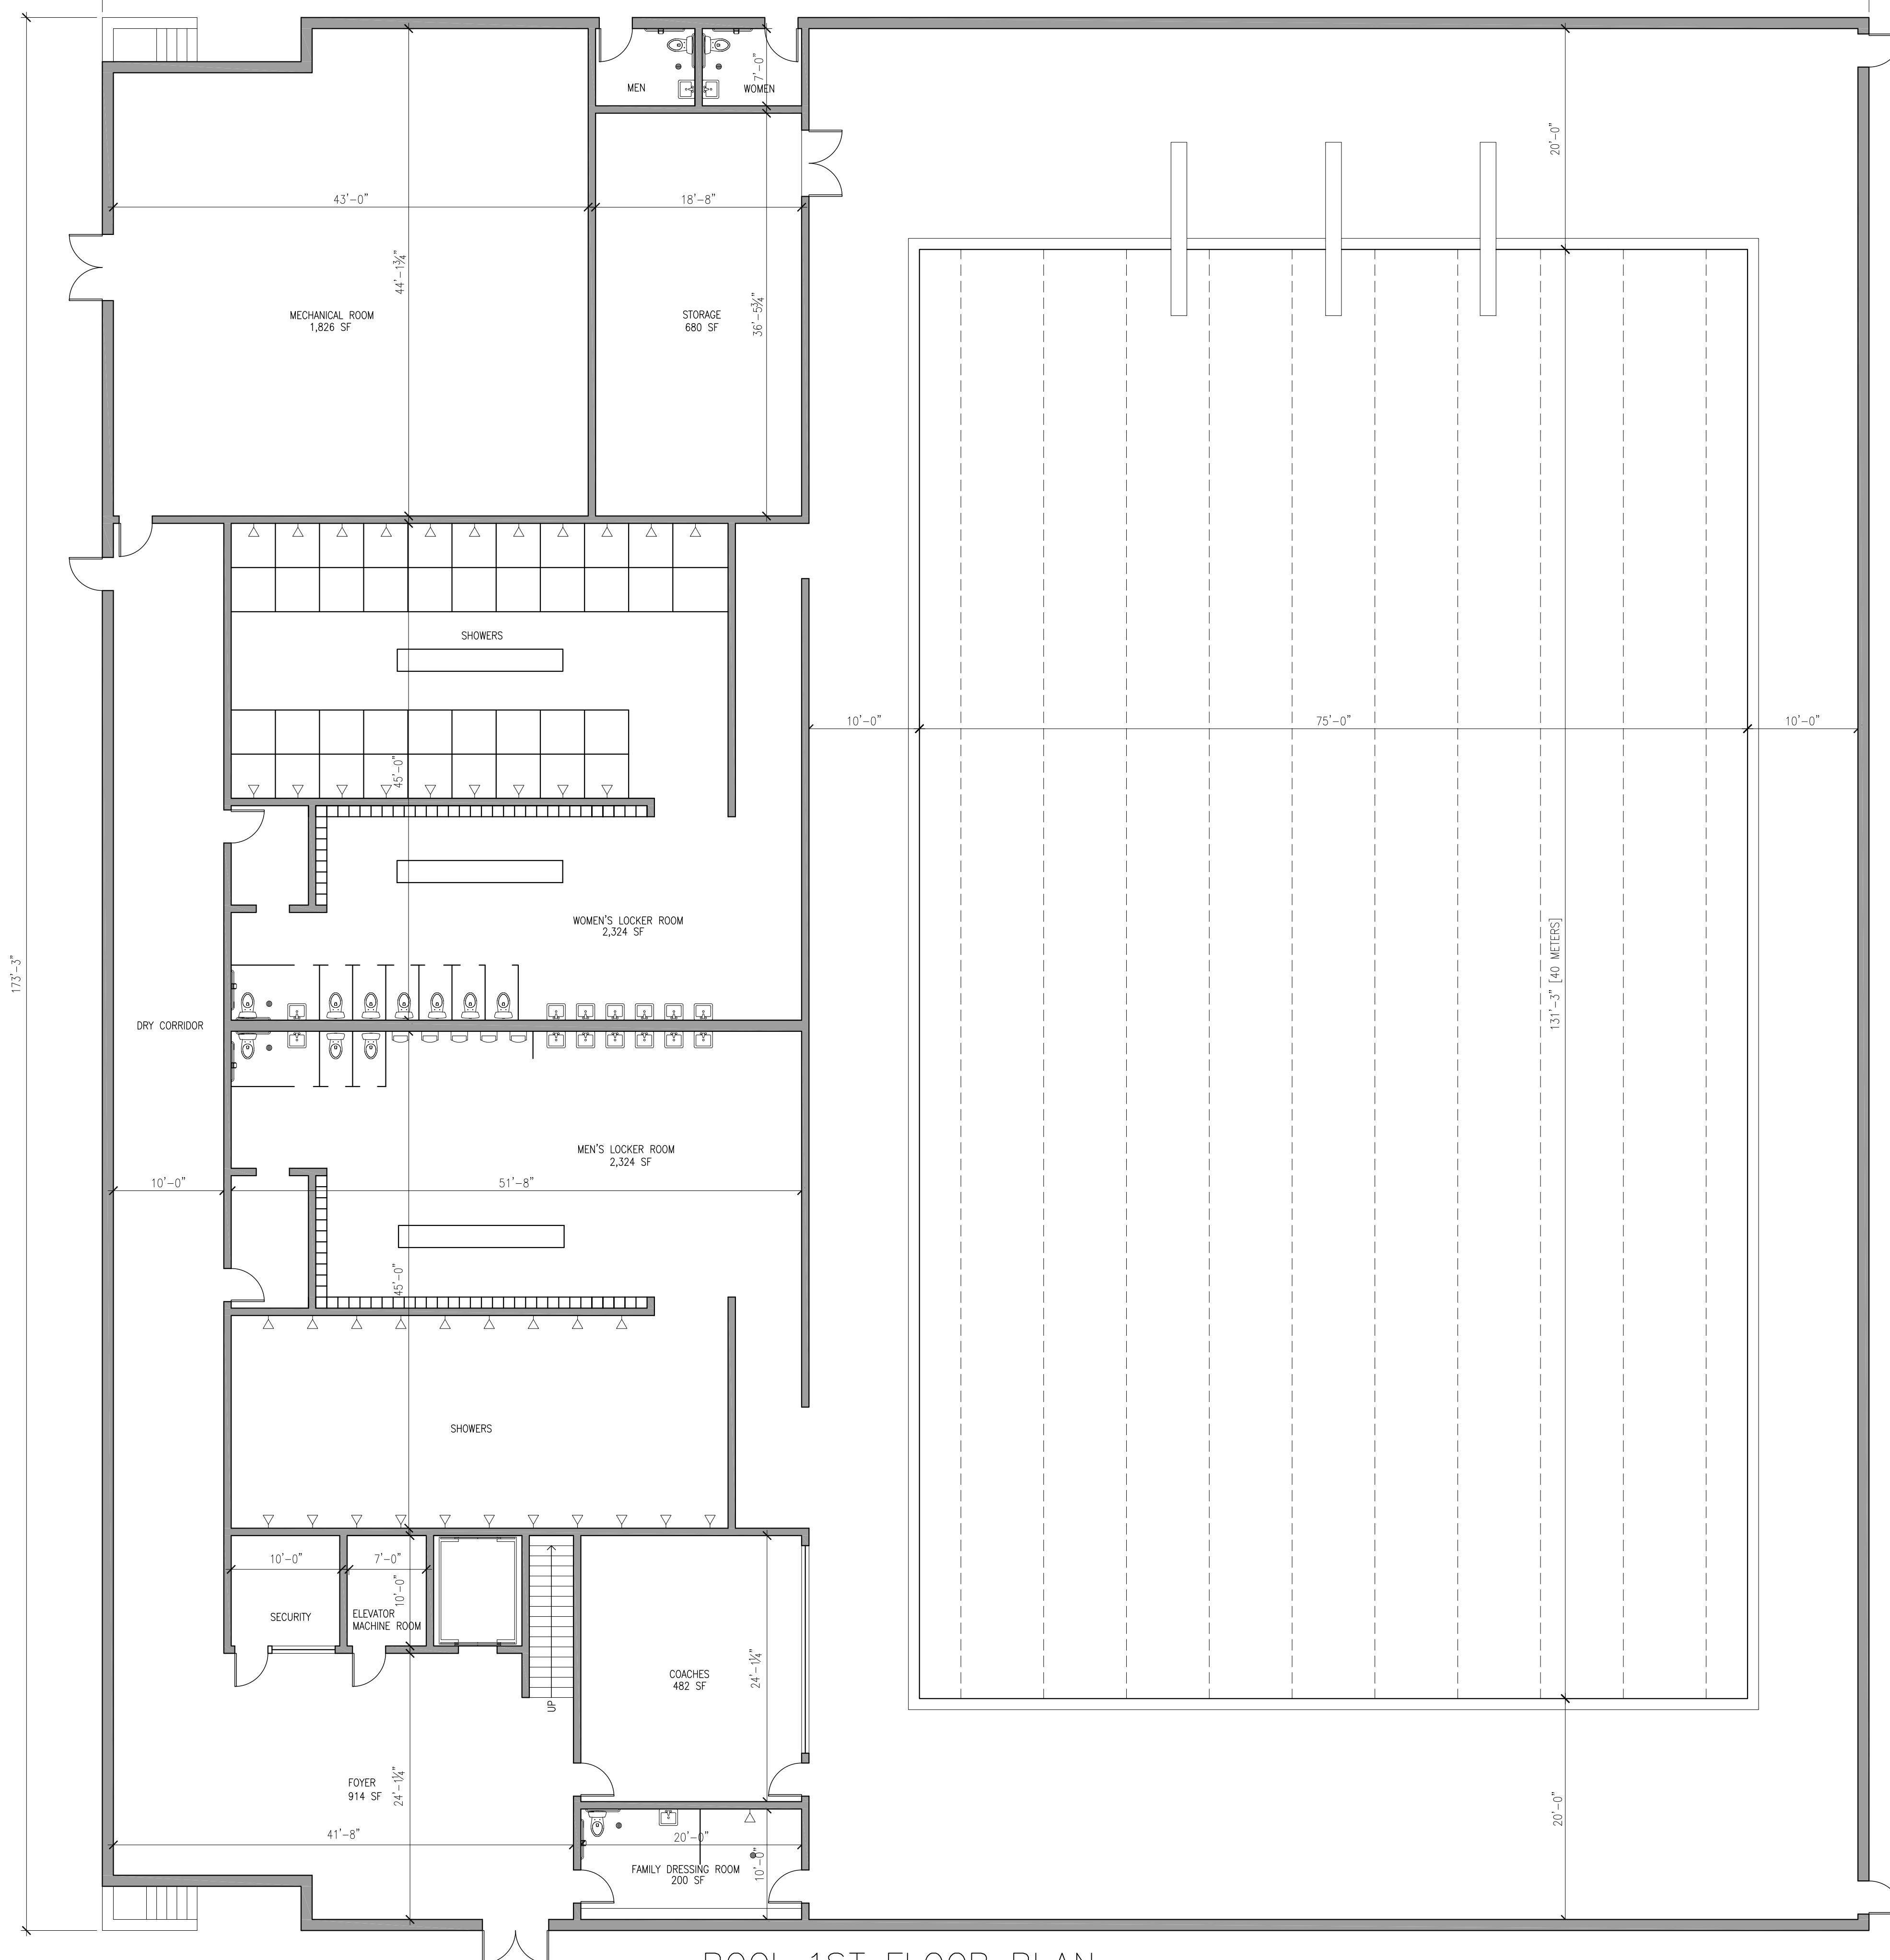 MEN
WOMEN
7'-0"
20'-0"
43'-0"
18'-8"
44'-1¾"
36'-5¾"
MECHANICAL ROOM
1,826 SF
STORAGE
680 SF
SHOWERS
10'-0"
75'-0"
10'-0"
45'-0"
WOMEN'S LOCKER ROOM
2,324 SF
173'-3"
131'-3" [40 METERS]
DRY CORRIDOR
MEN'S LOCKER ROOM
2,324 SF
10'-0"
51'-8"
45'-0"
SHOWERS
10'-0"
7'-0"
10'-0"
SECURITY
ELEVATOR
MACHINE ROOM
COACHES
482 SF
24'-1¼"
UP
FOYER
914 SF
24'-1¼"
20'-0"
41'-8"
20'-0"
10'-0"
FAMILY DRESSING ROOM
200 SF
POOL 1ST FLOOR PLAN